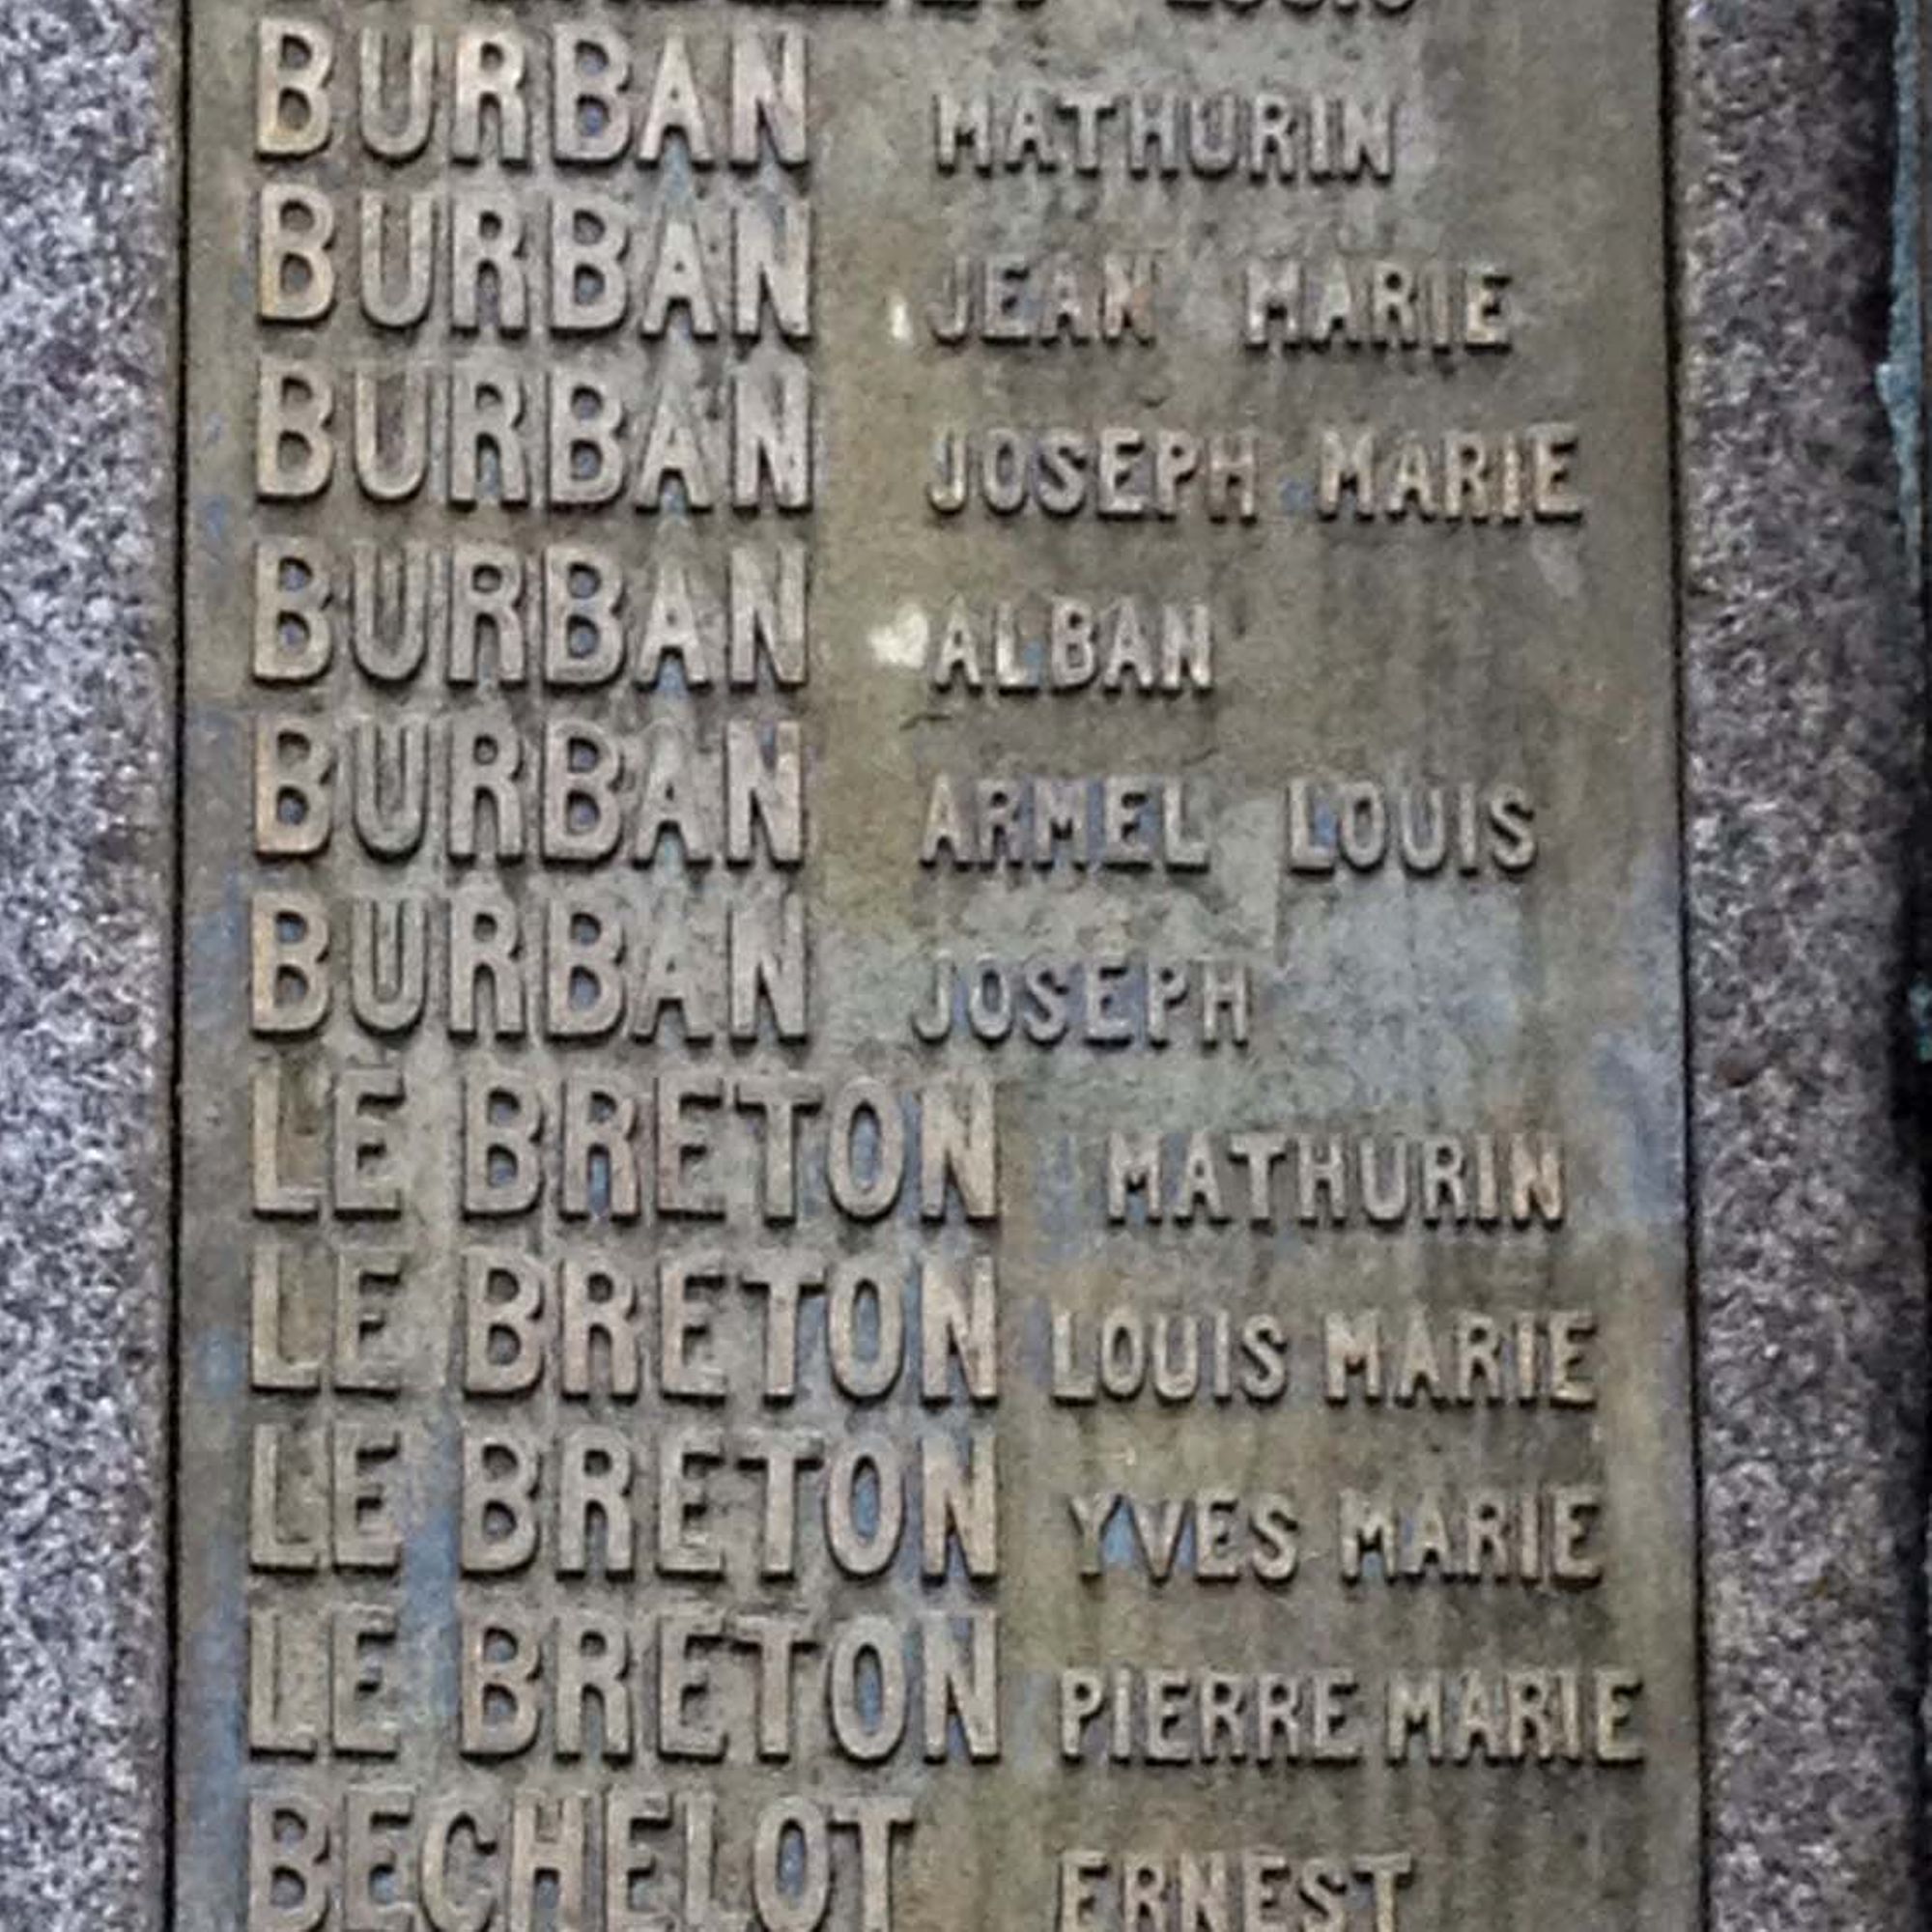 LOUIS
BURBAN MATHURIN
BURBAN JEAN MARIE
BURBAN JOSEPH MARIE
BURBAN ALBAN
BURBAN ARMEL LOUIS
BURBAN JOSEPH
LE BRETON MATHURIN
LE BRETON LOUIS MARIE
LE BRETON YVES MARIE
LE BRETON PIERRE MARIE
BECHELOT ERNEST